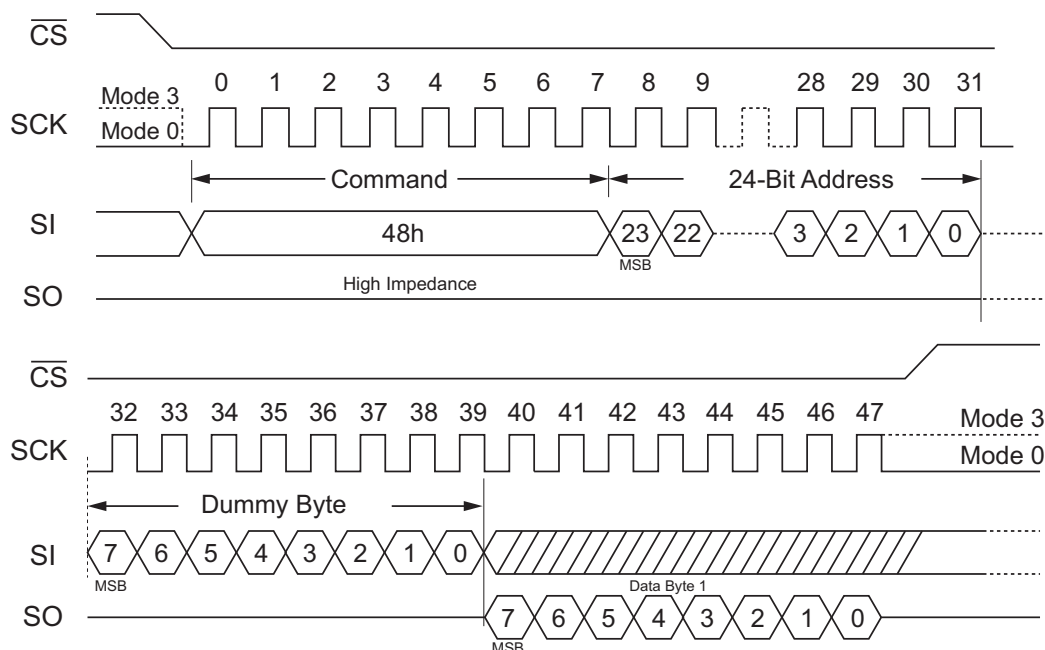 CS
0 1 2 3 4 5 6 7 8 9 28 29 30 31
Mode 3
SCK
Mode 0
Command 24-Bit Address
SI 48h 23 22 3 2 1 0
MSB
High Impedance
SO
CS
32 33 34 35 36 37 38 39 40 41 42 43 44 45 46 47
Mode 3
SCK
Mode 0
Dummy Byte
SI 7 6 5 4 3 2 1 0
MSB Data Byte 1
SO 7 6 5 4 3 2 1 0
MSB